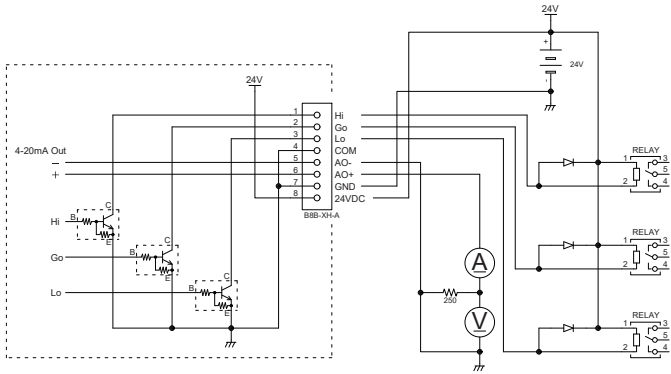 24V
+
24V
-
24V
1
2
3
4
5
6
7
8
Hi
Go
Lo
COM
AO-
AO+
GND
24VDC
B8B-XH-A
4-20mA Out
−
+
Hi
B
C
E
Go
B
C
E
Lo
B
C
E
A
250
V
RELAY
1
2
3
5
4
RELAY
1
2
3
5
4
RELAY
1
2
3
5
4